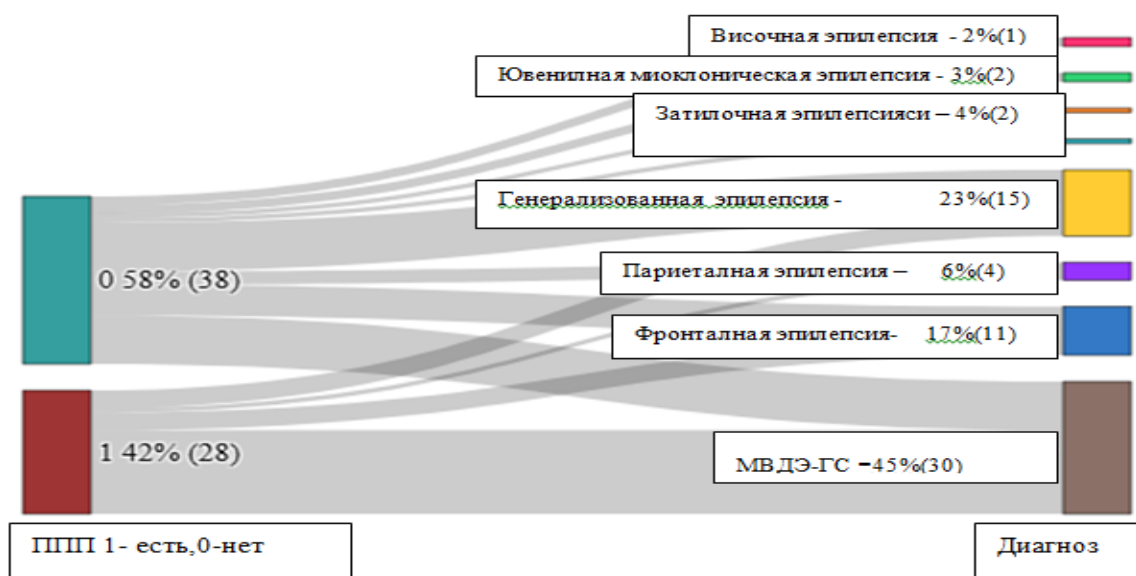 Височная эпилепсия - 2%(1)
Ювенилная миоклоническая эпилепсия - 3%(2)
Затилочная эпилепсияси – 4%(2)
Генерализованная эпилепсия - 23%(15)
0 58% (38)
Париеталная эпилепсия – 6%(4)
Фронталная эпилепсия- 17%(11)
1 42% (28)
МВДЭ-ГС -45%(30)
ППП 1- есть,0-нет
Диагноз